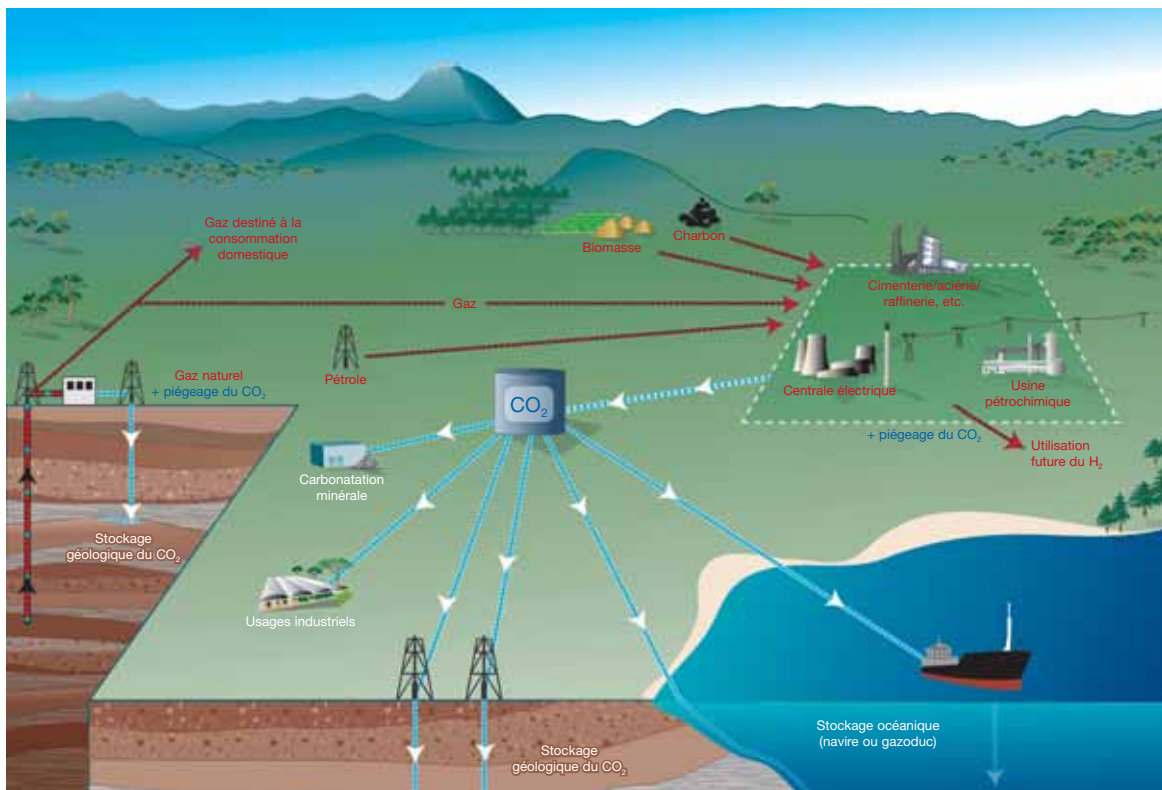 Gaz destiné à la
consommation
domestique
Biomasse
Charbon
Cimenterie/aciérie/
raffinerie, etc.
Gaz
Pétrole
Gaz naturel
+ piégeage du CO₂
CO₂
Centrale électrique
Usine
pétrochimique
+ piégeage du CO₂
Utilisation
future du H₂
Carbonatation
minérale
Stockage
géologique du CO₂
Usages industriels
Stockage océanique
(navire ou gazoduc)
Stockage
géologique du CO₂